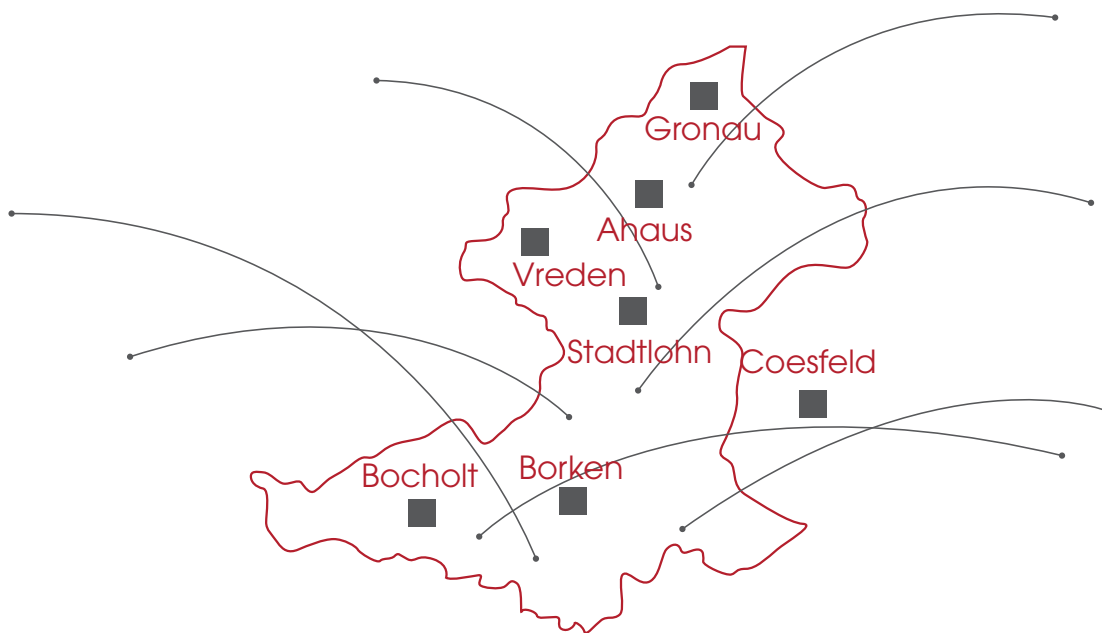 Gronau
Ahaus
Vreden
Stadtlohn
Coesfeld
Borken
Bocholt